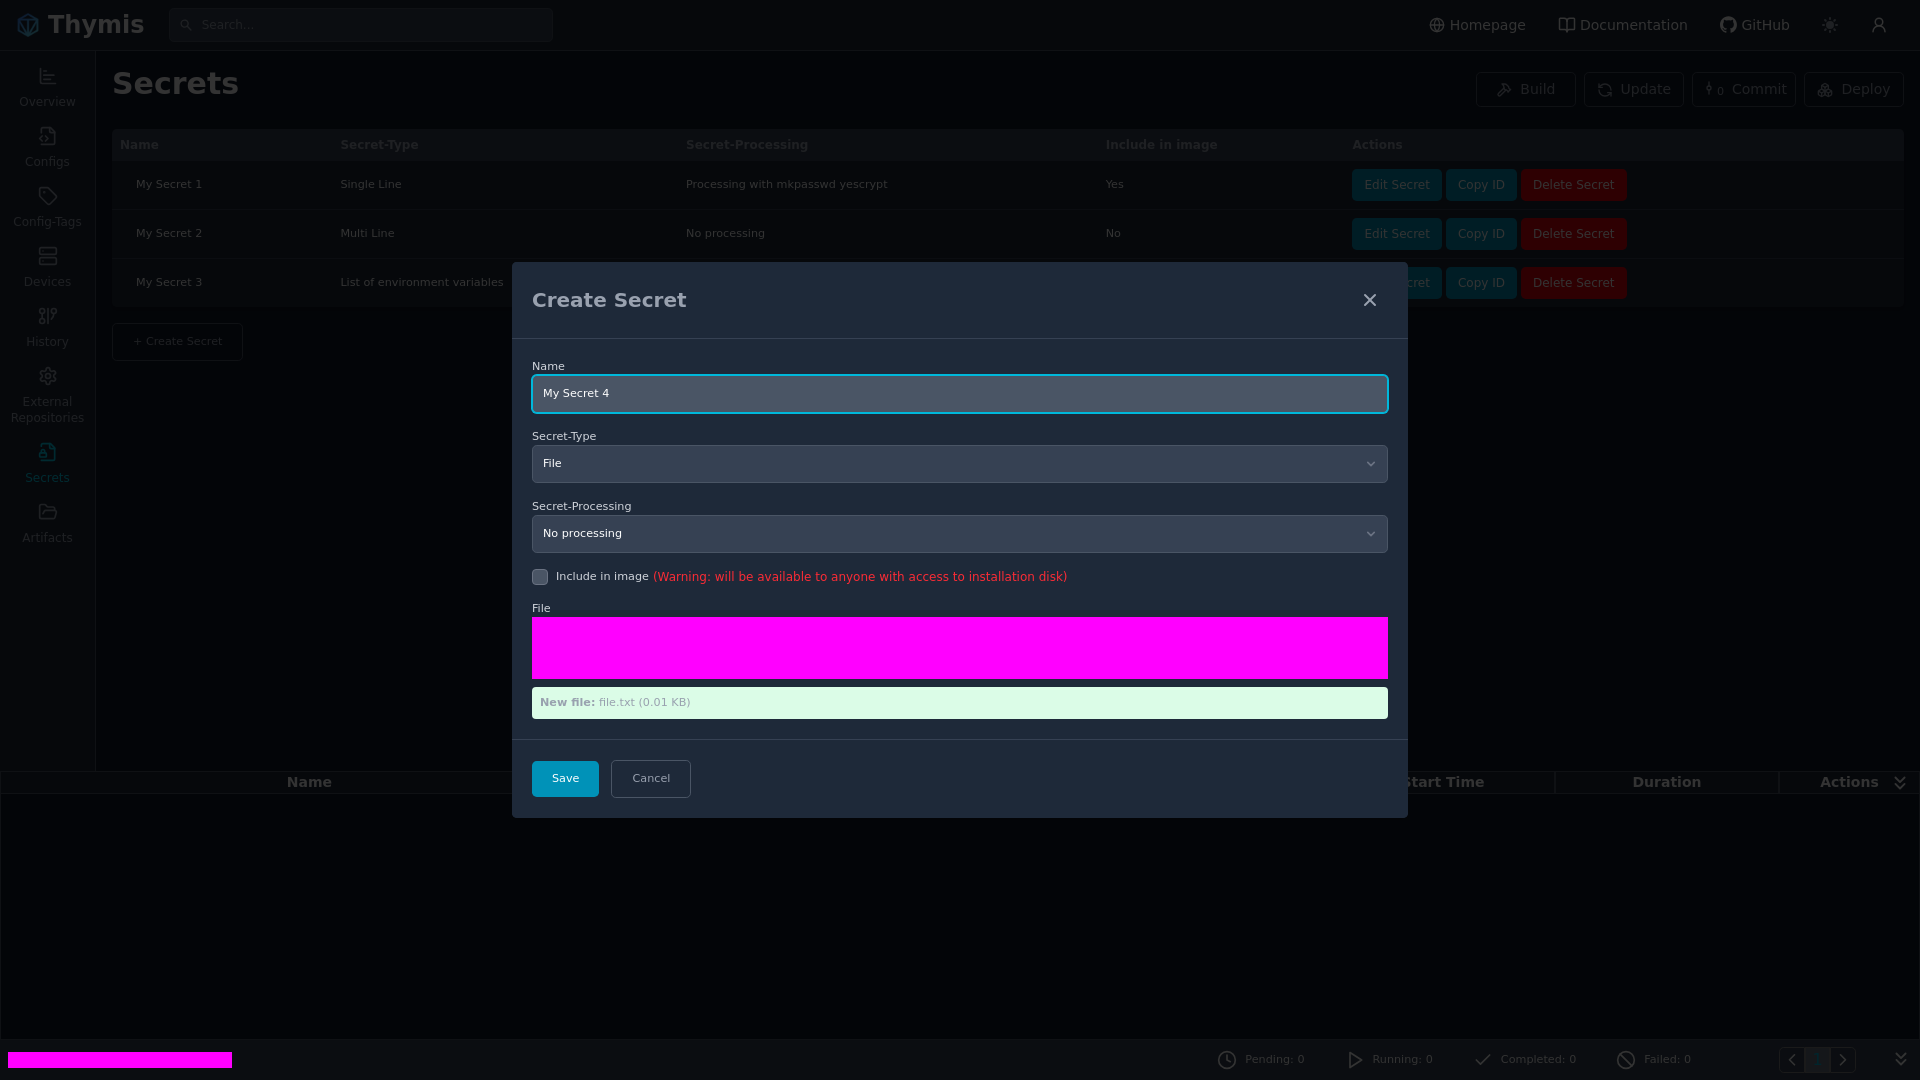 Thymis
Search...
Homepage
Documentation
GitHub
Overview
Configs
Config-Tags
Devices
History
External
Repositories
Secrets
Artifacts
Secrets
Build
Update
0 Commit
Deploy
Name Secret-Type Secret-Processing Include in image Actions
My Secret 1 Single Line Processing with mkpasswd yescrypt Yes Edit Secret Copy ID Delete Secret
My Secret 2 Multi Line No processing No Edit Secret Copy ID Delete Secret
My Secret 3 List of environment variables Copy ID Delete Secret
+ Create Secret
Create Secret
Name
My Secret 4
Secret-Type
File
Secret-Processing
No processing
Include in image (Warning: will be available to anyone with access to installation disk)
File
New file: file.txt (0.01 KB)
Save
Cancel
Name Start Time Duration Actions
Pending: 0
Running: 0
Completed: 0
Failed: 0